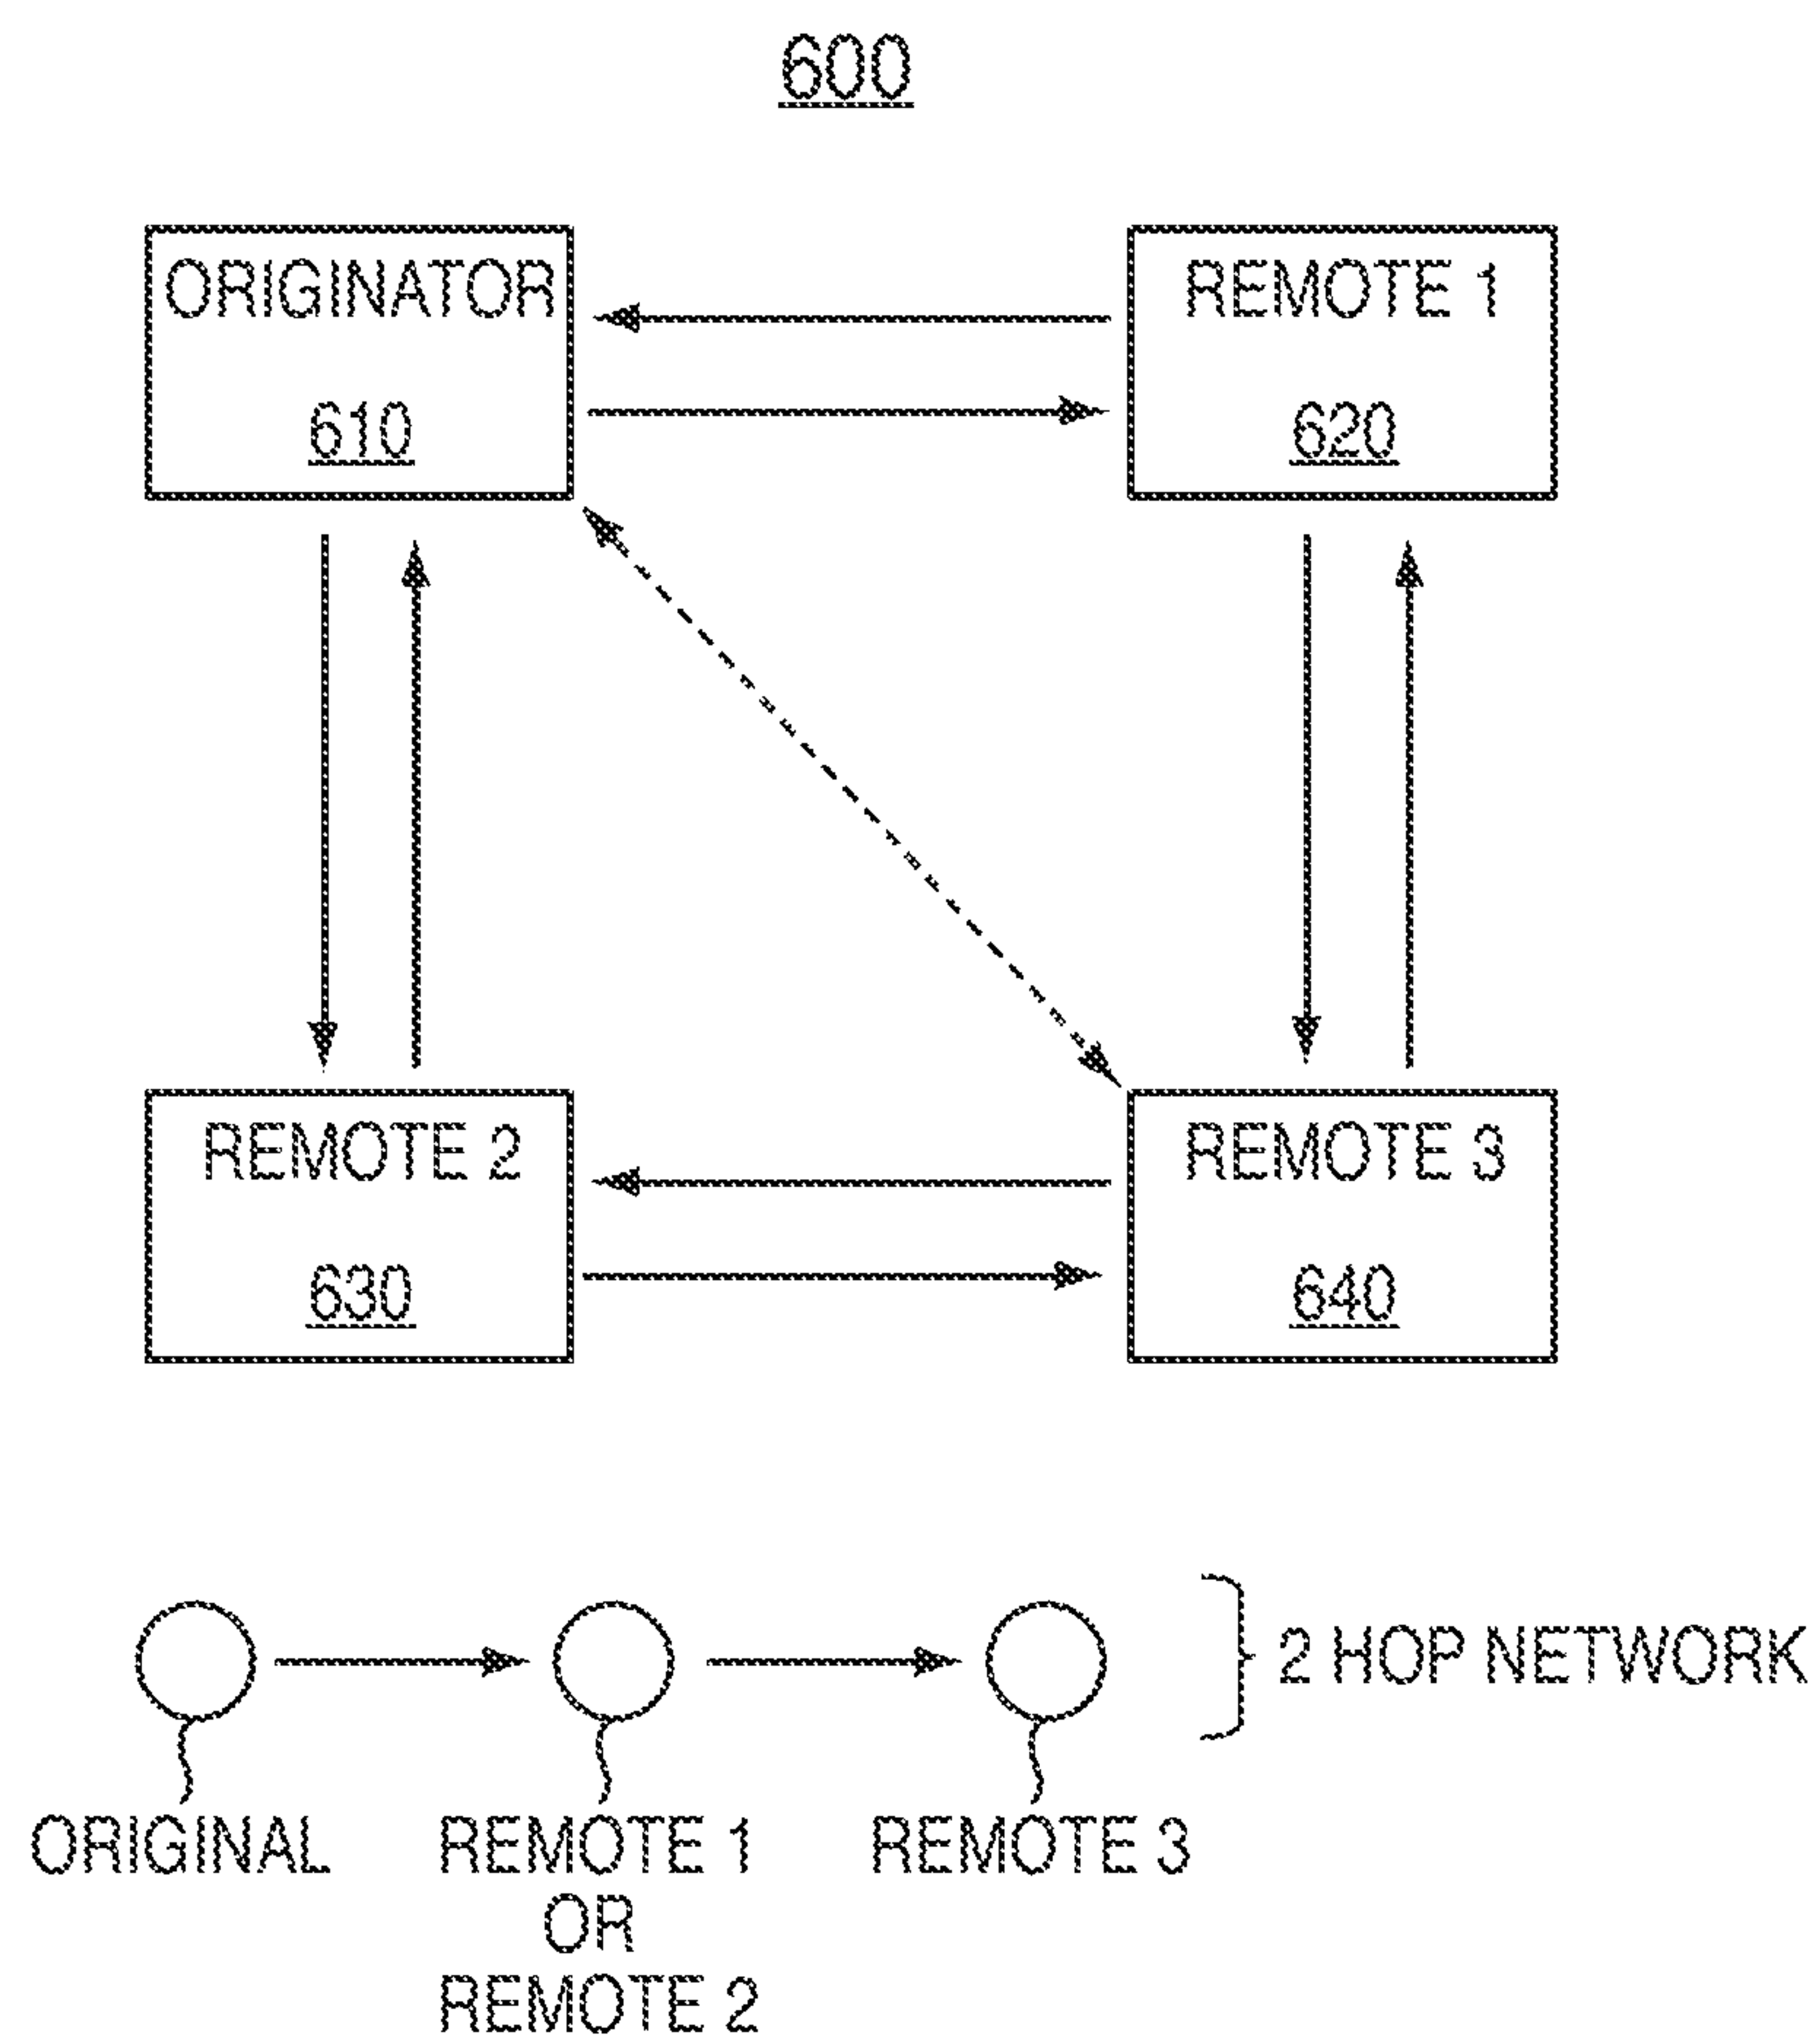 600
ORIGINATOR
610
REMOTE 1
620
REMOTE 2
630
REMOTE 3
640
2 HOP NETWORK
ORIGINAL
REMOTE 1
OR
REMOTE 2
REMOTE 3